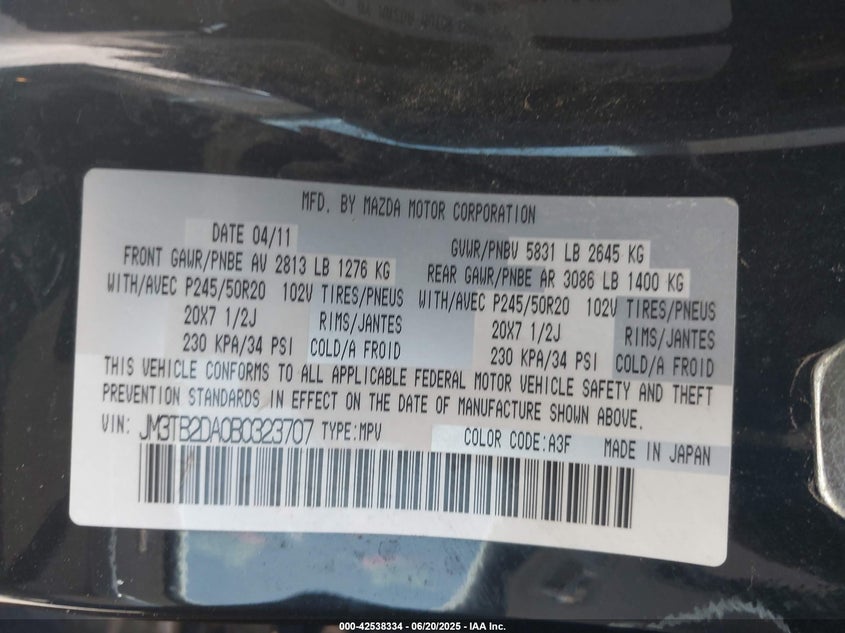 MFD. BY MAZDA MOTOR CORPORATION
DATE 04/11
GVWR/PNBV 5831 LB 2645 KG
FRONT GAWR/PNBE AV 2813 LB 1276 KG
REAR GAWR/PNBE AR 3086 LB 1400 KG
WITH/AVEC P245/50R20 102V TIRES/PNEUS
WITH/AVEC P245/50R20 102V TIRES/PNEUS
20X7 1/2J RIMS/JANTES
20X7 1/2J RIMS/JANTES
230 KPA/34 PSI COLD/A FROID
230 KPA/34 PSI COLD/A FROID
THIS VEHICLE CONFORMS TO ALL APPLICABLE FEDERAL MOTOR VEHICLE SAFETY AND THEFT
PREVENTION STANDARDS IN EFFECT ON THE DATE OF MANUFACTURE SHOWN ABOVE.
VIN: JM3TB2DA0B0323707 TYPE:MPV COLOR CODE:A3F MADE IN JAPAN
000-42538334 - 06/20/2025 - IAA Inc.